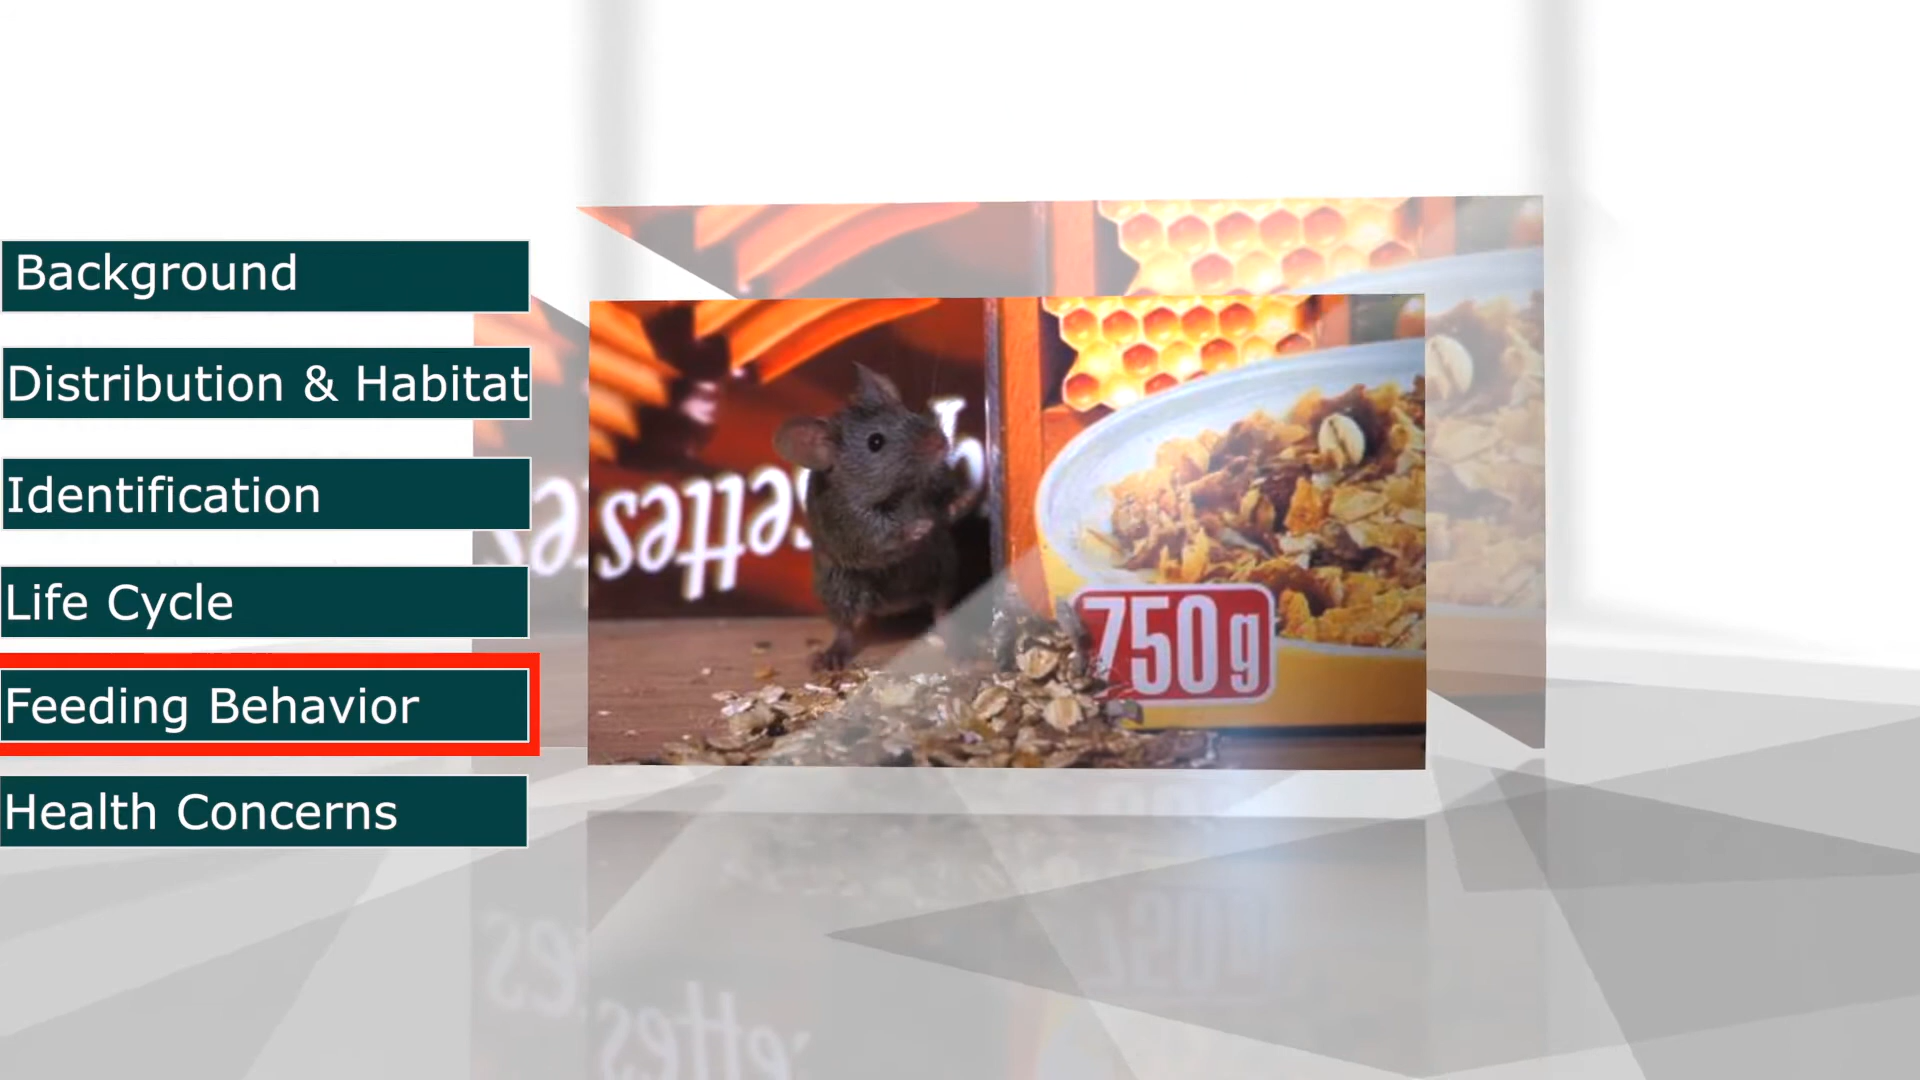 Background
Distribution & Habitat
Identification
Life Cycle
Feeding Behavior
Health Concerns
750g